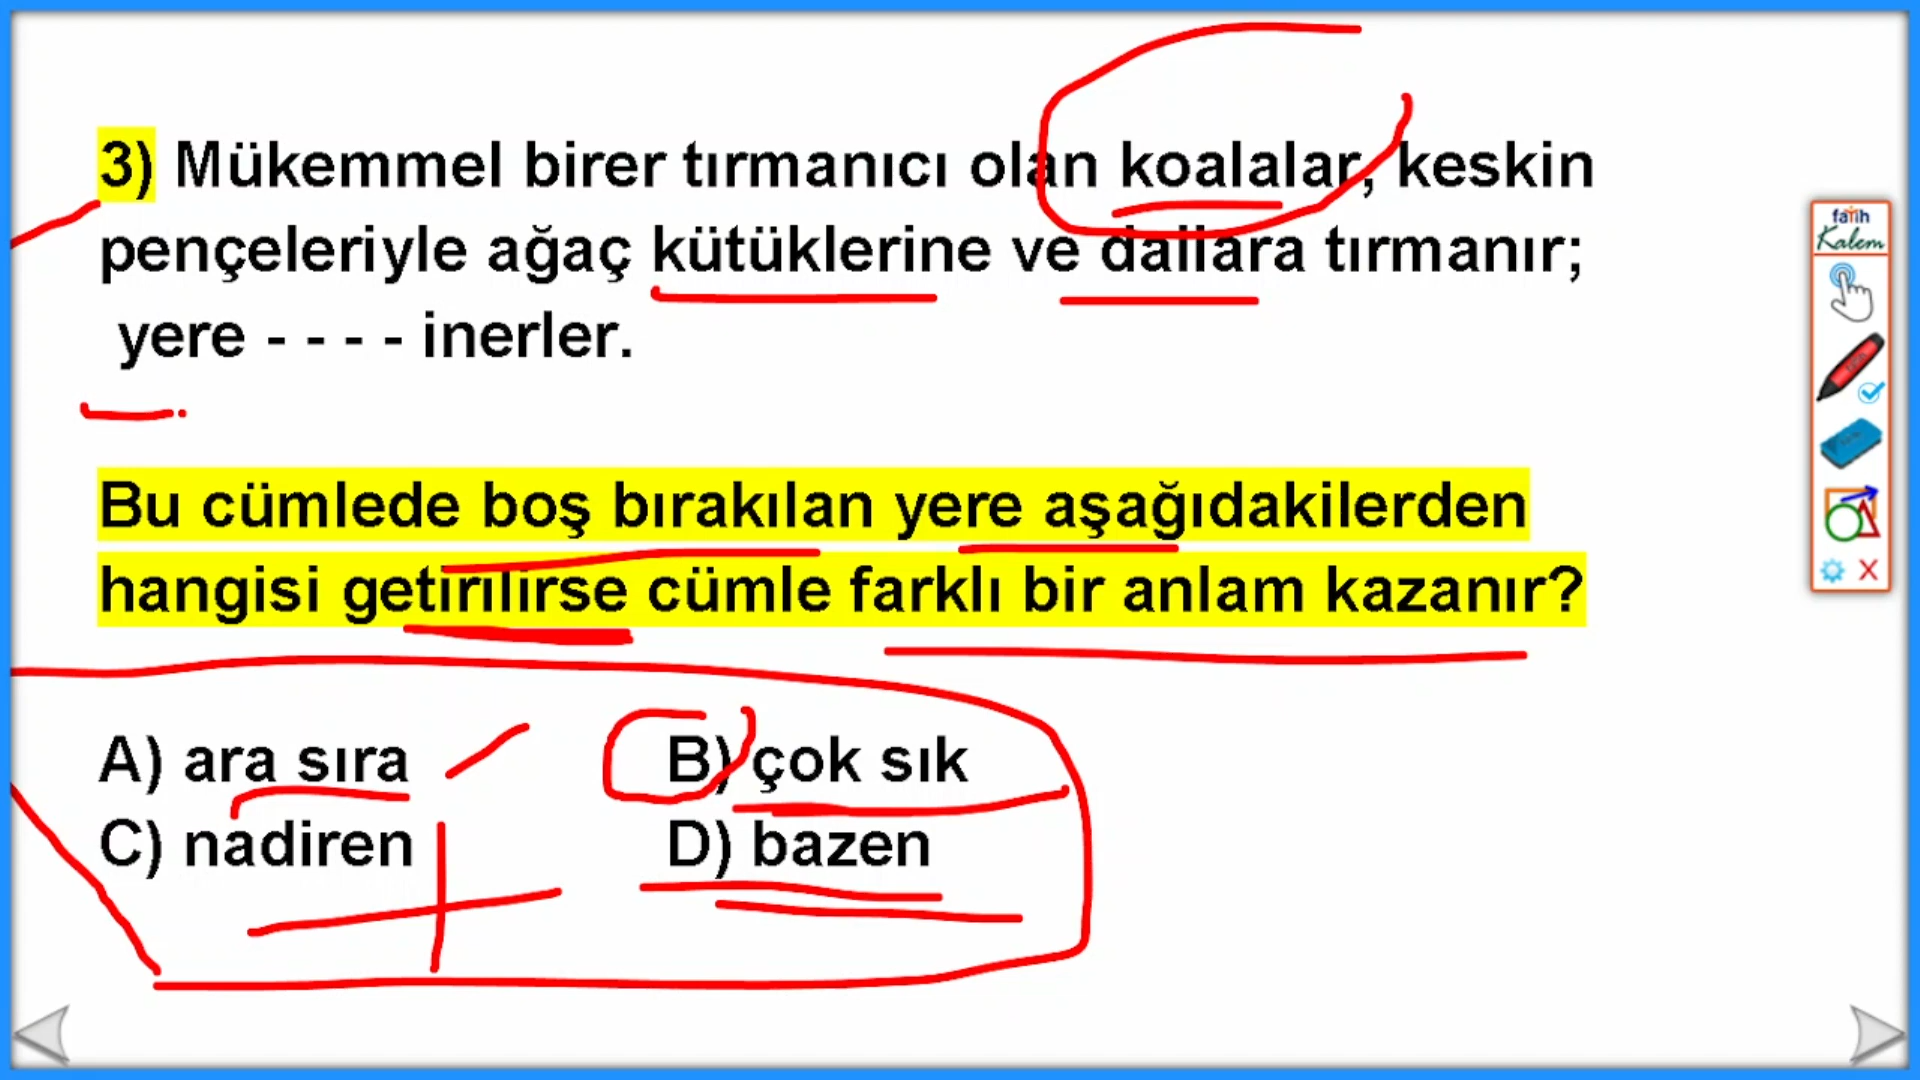 3) Mükemmel birer tırmanıcı olan koalalar, keskin
pençeleriyle ağaç kütüklerine ve dallara tırmanır;
yere - - - - inerler.
Bu cümlede boş bırakılan yere aşağıdakilerden
hangisi getirilirse cümle farklı bir anlam kazanır?
A) ara sıra B) çok sık
C) nadiren D) bazen
fatih
Kalem